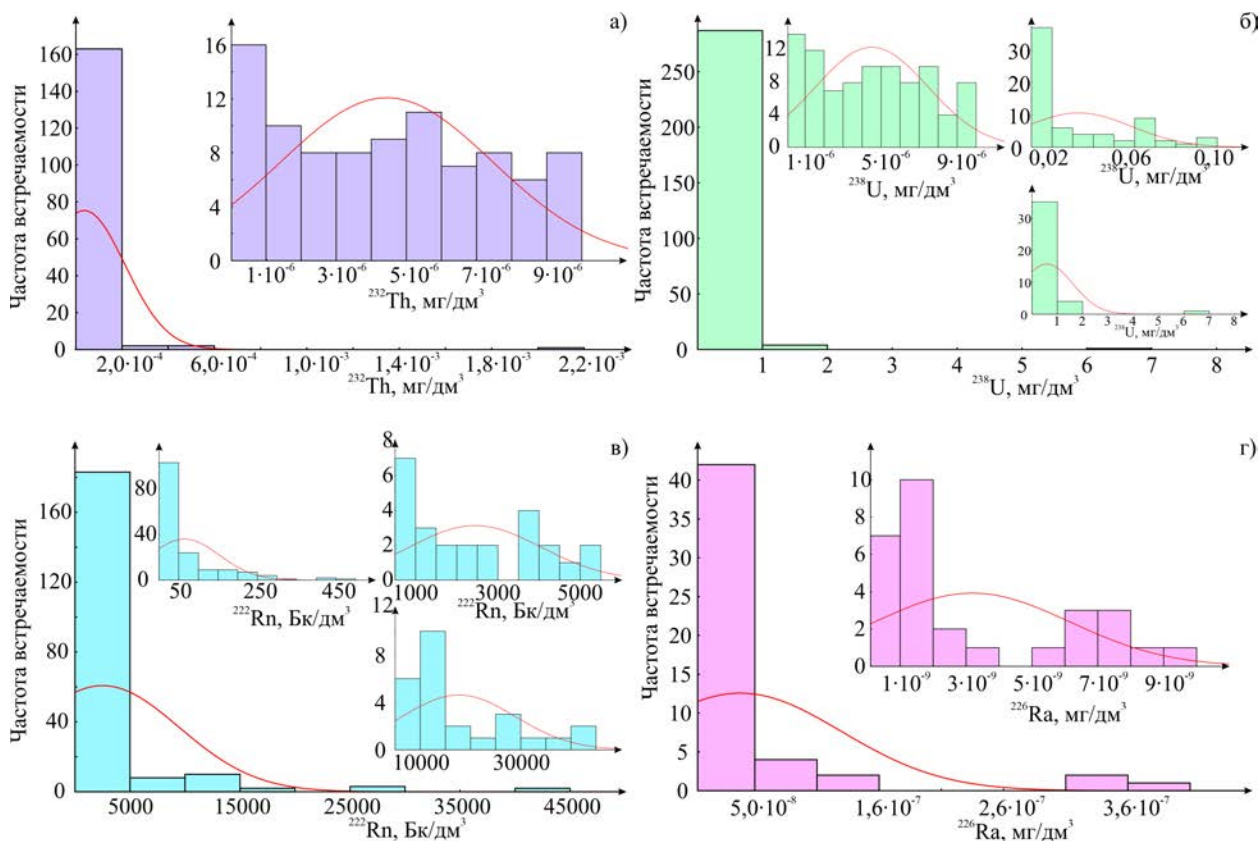 а)
Частота встречаемости
160
140
120
100
80
60
40
20
0
2,0·10⁻⁴ 6,0·10⁻⁴ 1,0·10⁻³ 1,4·10⁻³ 1,8·10⁻³ 2,2·10⁻³
²³²Th, мг/дм³
16
12
8
4
0
1·10⁻⁶ 3·10⁻⁶ 5·10⁻⁶ 7·10⁻⁶ 9·10⁻⁶
²³²Th, мг/дм³
б)
Частота встречаемости
250
200
150
100
50
0
1 2 3 4 5 6 7 8
²³⁸U, мг/дм³
12
8
4
0
1·10⁻⁶ 5·10⁻⁶ 9·10⁻⁶
²³⁸U, мг/дм³
30
20
10
0
0,02 0,06 0,10
²³⁸U, мг/дм³
30
20
10
0
1 2 3 4 5 6 7 8
²³⁸U, мг/дм³
в)
Частота встречаемости
160
120
80
40
0
5000 15000 25000 35000 45000
²²²Rn, Бк/дм³
80
40
0
50 250 450
²²²Rn, Бк/дм³
8
6
4
2
0
1000 3000 5000
²²²Rn, Бк/дм³
12
8
4
0
10000 30000
г)
Частота встречаемости
40
35
30
25
20
15
10
5
0
5,0·10⁻⁸ 1,6·10⁻⁷ 2,6·10⁻⁷ 3,6·10⁻⁷
²²⁶Ra, мг/дм³
10
8
6
4
2
0
1·10⁻⁹ 3·10⁻⁹ 5·10⁻⁹ 7·10⁻⁹ 9·10⁻⁹
²²⁶Ra, мг/дм³